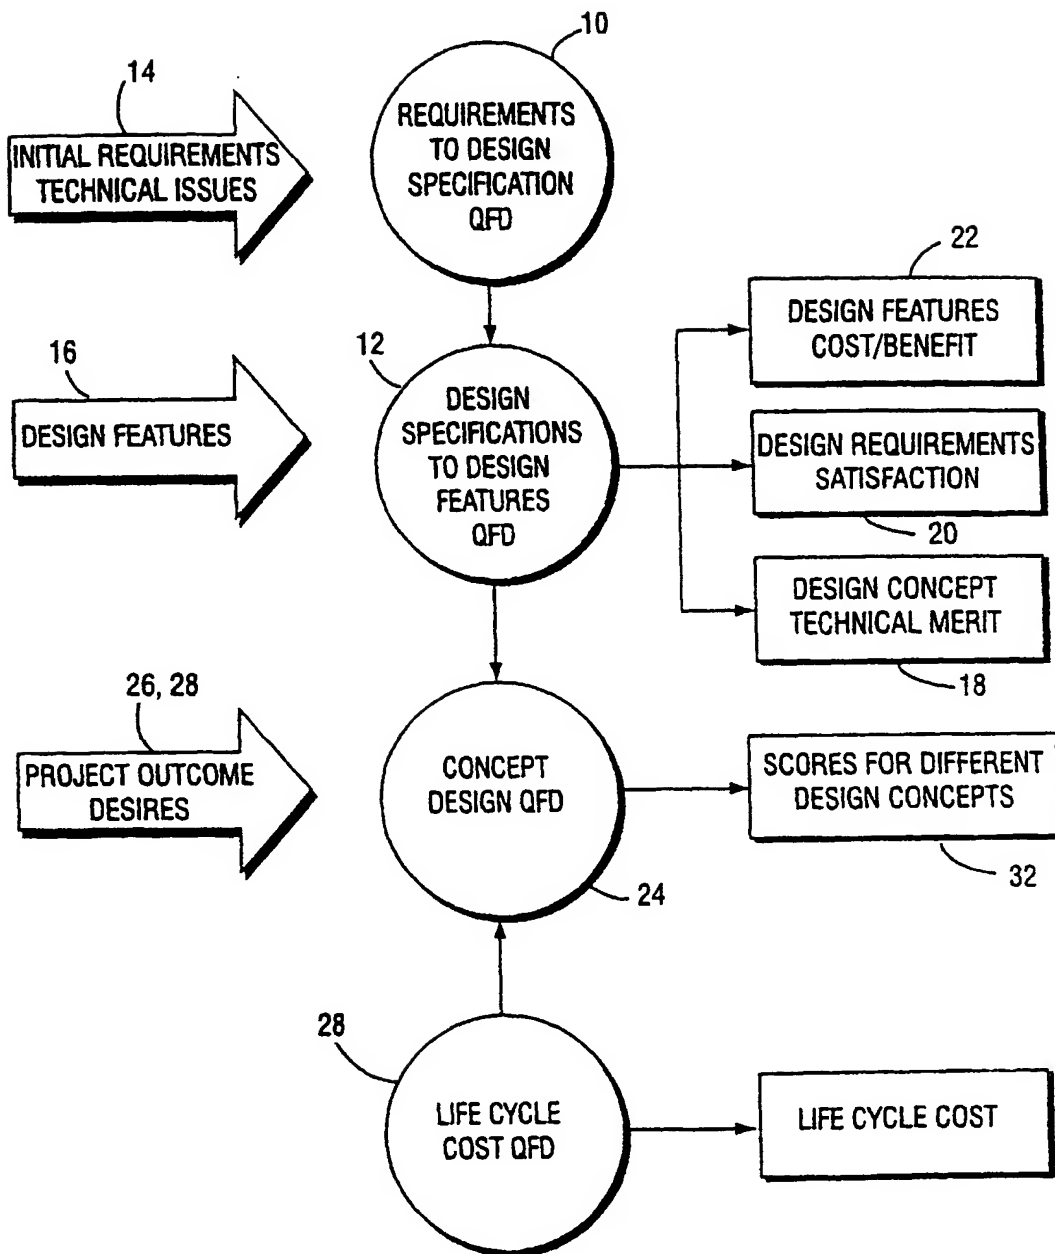 10
14
REQUIREMENTS
TO DESIGN
SPECIFICATION
QFD
INITIAL REQUIREMENTS
TECHNICAL ISSUES
22
DESIGN FEATURES
COST/BENEFIT
16
12
DESIGN
SPECIFICATIONS
TO DESIGN
FEATURES
QFD
DESIGN FEATURES
DESIGN REQUIREMENTS
SATISFACTION
20
DESIGN CONCEPT
TECHNICAL MERIT
18
26, 28
PROJECT OUTCOME
DESIRES
CONCEPT
DESIGN QFD
24
SCORES FOR DIFFERENT
DESIGN CONCEPTS
32
28
LIFE CYCLE
COST QFD
LIFE CYCLE COST